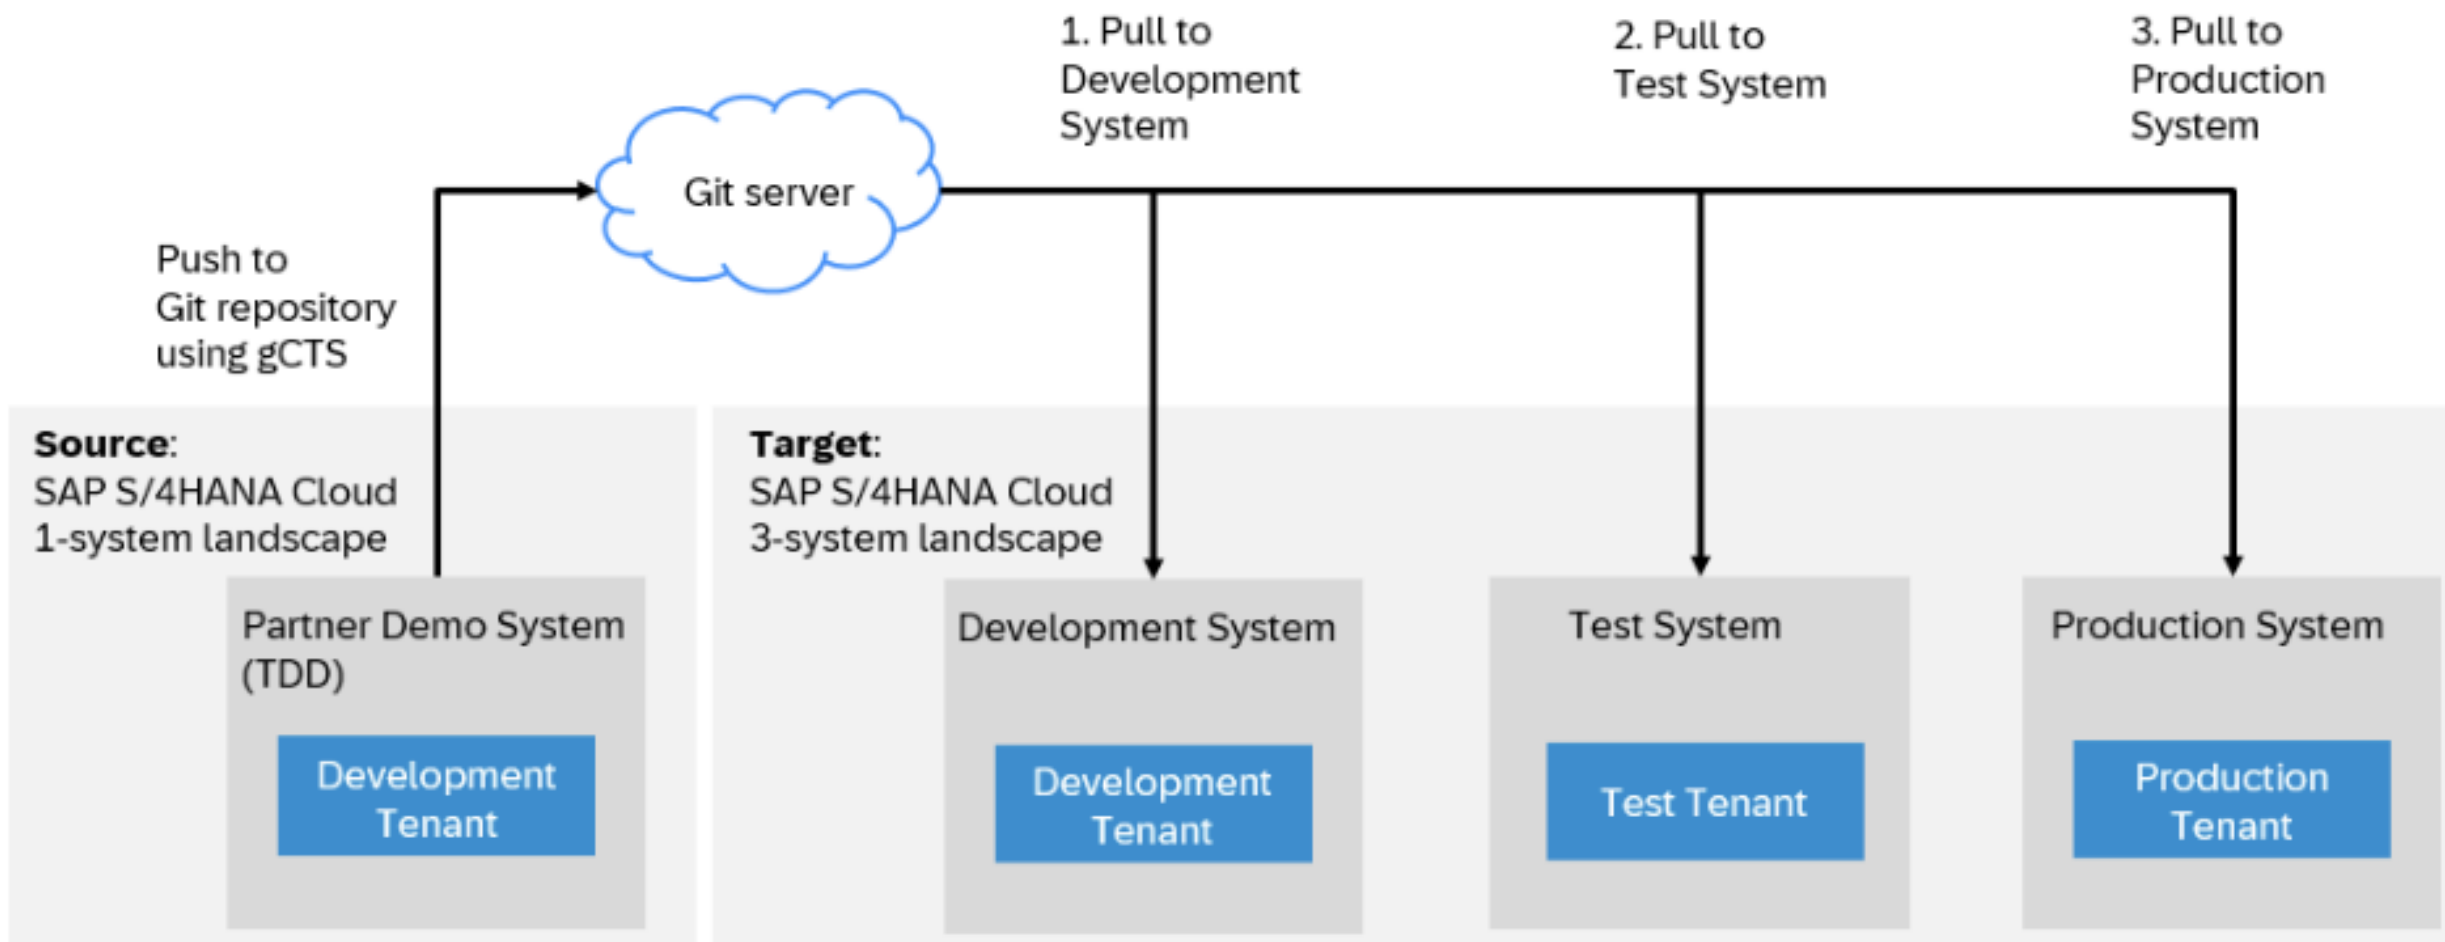 1. Pull to
Development
System
2. Pull to
Test System
3. Pull to
Production
System
Git server
Push to
Git repository
using gCTS
Source:
SAP S/4HANA Cloud
1-system landscape
Partner Demo System
(TDD)
Development
Tenant
Target:
SAP S/4HANA Cloud
3-system landscape
Development System
Development
Tenant
Test System
Test Tenant
Production System
Production
Tenant